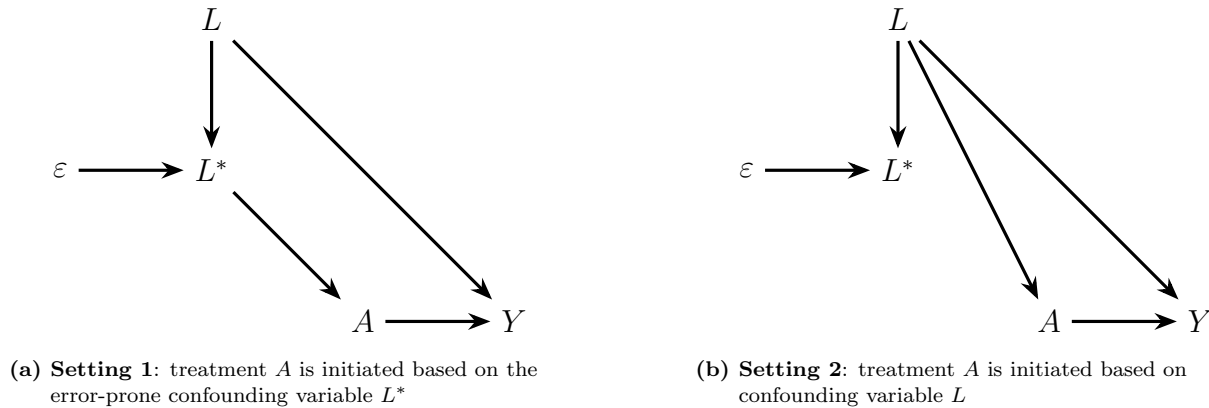 L
L
ε
L*
ε
L*
A
Y
A
Y
(a) Setting 1: treatment A is initiated based on the
error-prone confounding variable L*
(b) Setting 2: treatment A is initiated based on
confounding variable L